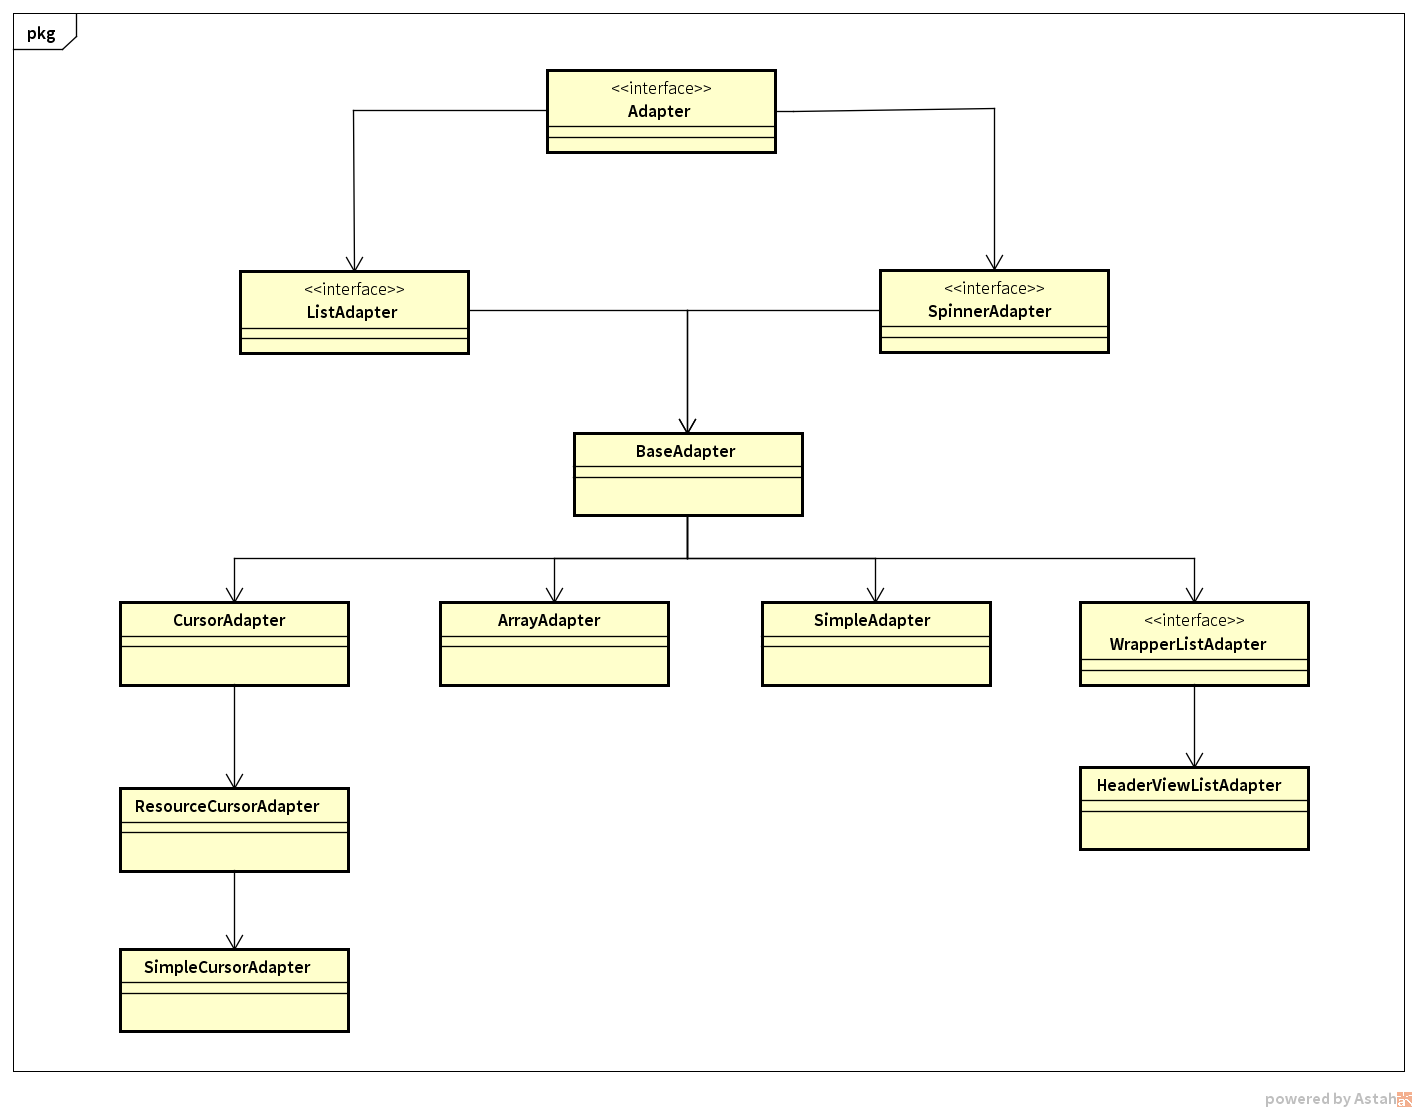 pkg
<<interface>>
Adapter
<<interface>>
ListAdapter
<<interface>>
SpinnerAdapter
BaseAdapter
CursorAdapter
ArrayAdapter
SimpleAdapter
<<interface>>
WrapperListAdapter
HeaderViewListAdapter
ResourceCursorAdapter
SimpleCursorAdapter
powered by Astah